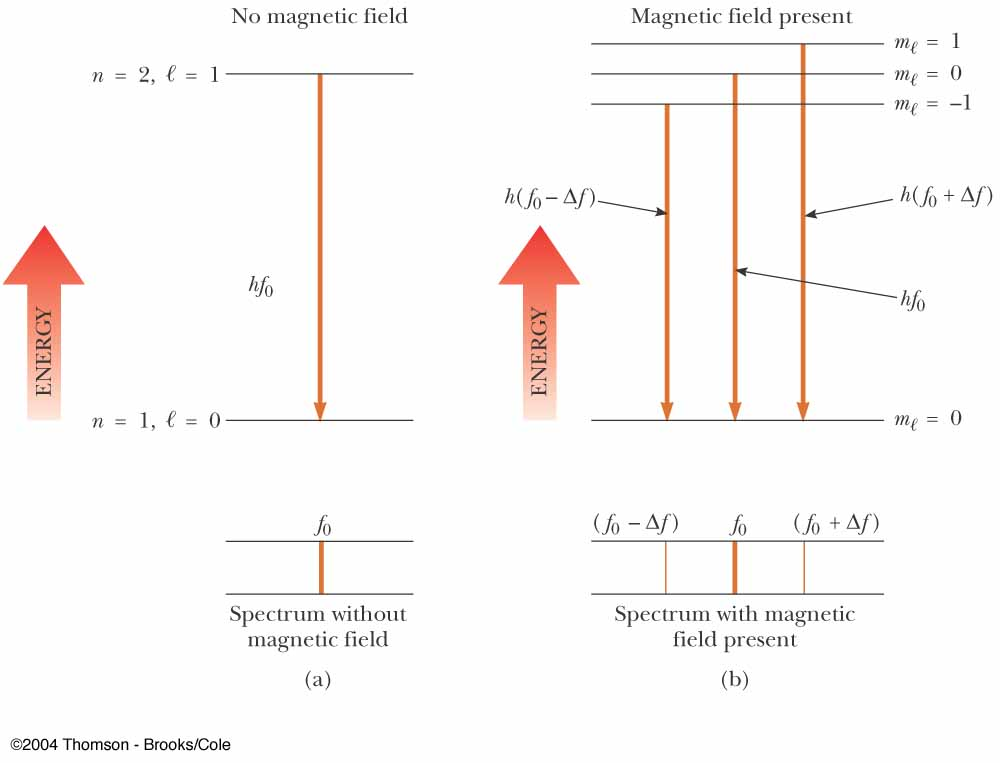 No magnetic field
n = 2, ℓ = 1
hf₀
ENERGY
n = 1, ℓ = 0
f₀
Spectrum without
magnetic field
(a)
Magnetic field present
mℓ = 1
mℓ = 0
mℓ = –1
h(f₀ – Δf)
h(f₀ + Δf)
hf₀
ENERGY
mℓ = 0
(f₀ – Δf) f₀ (f₀ + Δf)
Spectrum with magnetic
field present
(b)
©2004 Thomson - Brooks/Cole